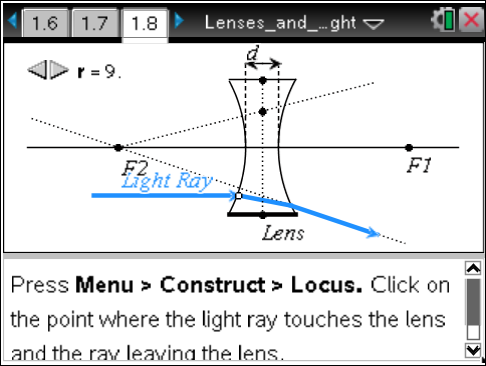 1.6 1.7 1.8 Lenses_and_…ght
d
r = 9.
F2
F1
Light Ray
Lens
Press Menu > Construct > Locus. Click on
the point where the light ray touches the lens
and the ray leaving the lens.